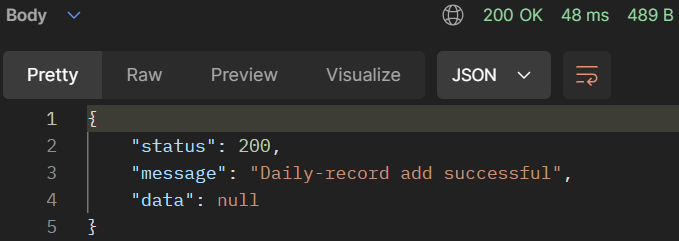 Body 200 OK 48 ms 489 B
Pretty Raw Preview Visualize JSON
1 {
2 "status": 200,
3 "message": "Daily-record add successful",
4 "data": null
5 }